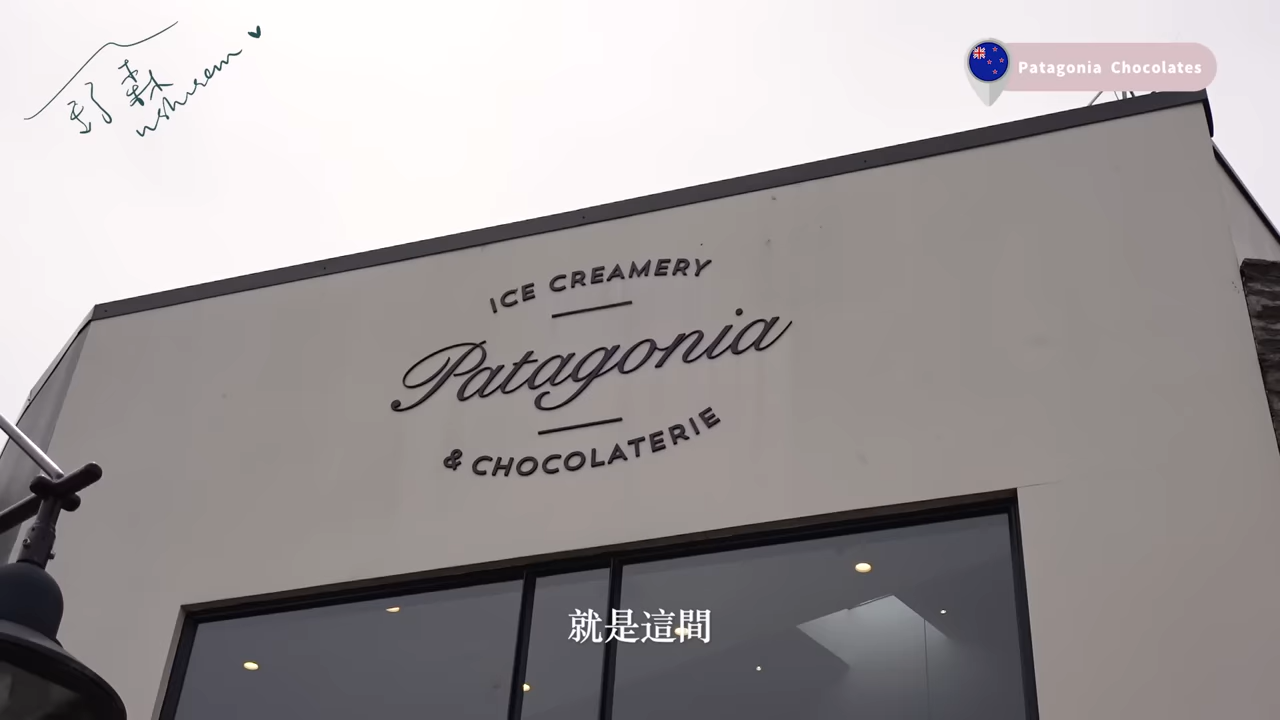 Patagonia Chocolates
ICE CREAMERY
Patagonia
& CHOCOLATERIE
就是這間